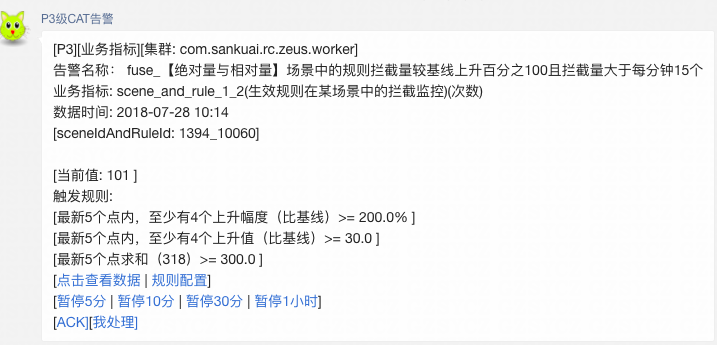 P3级CAT告警
[P3][业务指标][集群: com.sankuai.rc.zeus.worker]
告警名称： fuse_【绝对量与相对量】场景中的规则拦截量较基线上升百分之100且拦截量大于每分钟15个
业务指标: scene_and_rule_1_2(生效规则在某场景中的拦截监控)(次数)
数据时间: 2018-07-28 10:14
[sceneIdAndRuleId: 1394_10060]
[当前值: 101 ]
触发规则:
[最新5个点内，至少有4个上升幅度（比基线）>= 200.0% ]
[最新5个点内，至少有4个上升值（比基线）>= 30.0 ]
[最新5个点求和（318）>= 300.0 ]
[点击查看数据 | 规则配置]
[暂停5分 | 暂停10分 | 暂停30分 | 暂停1小时]
[ACK][我处理]